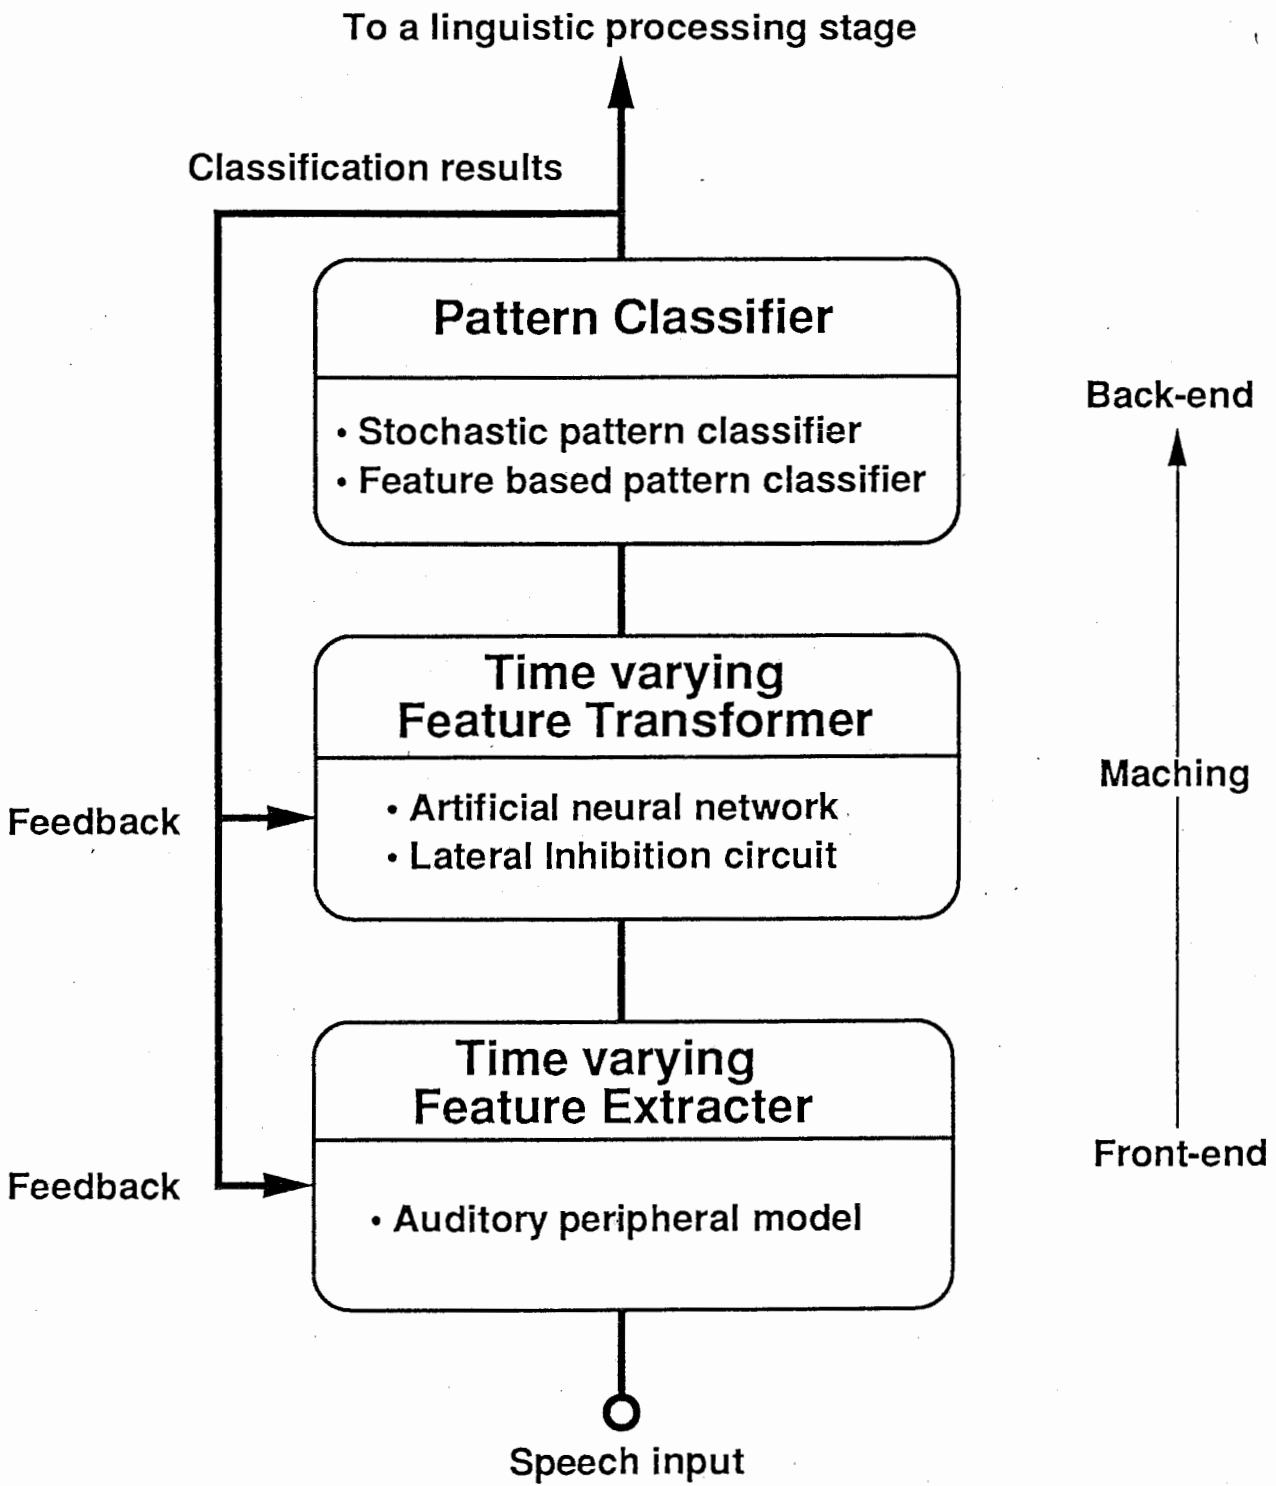 To a linguistic processing stage
Classification results
Pattern Classifier
• Stochastic pattern classifier
• Feature based pattern classifier
Back-end
Time varying
Feature Transformer
• Artificial neural network
• Lateral Inhibition circuit
Feedback
Maching
Time varying
Feature Extracter
• Auditory peripheral model
Feedback
Front-end
Speech input